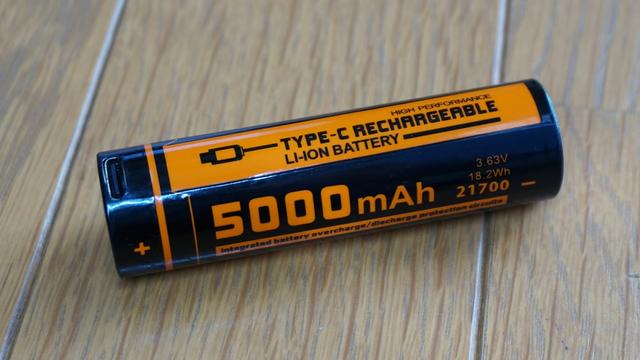 HIGH PERFORMANCE
TYPE-C RECHARGEABLE
LI-ION BATTERY
3.63V
18.2Wh
5000mAh
21700 −
+
Integrated battery overcharge/discharge protection circuits